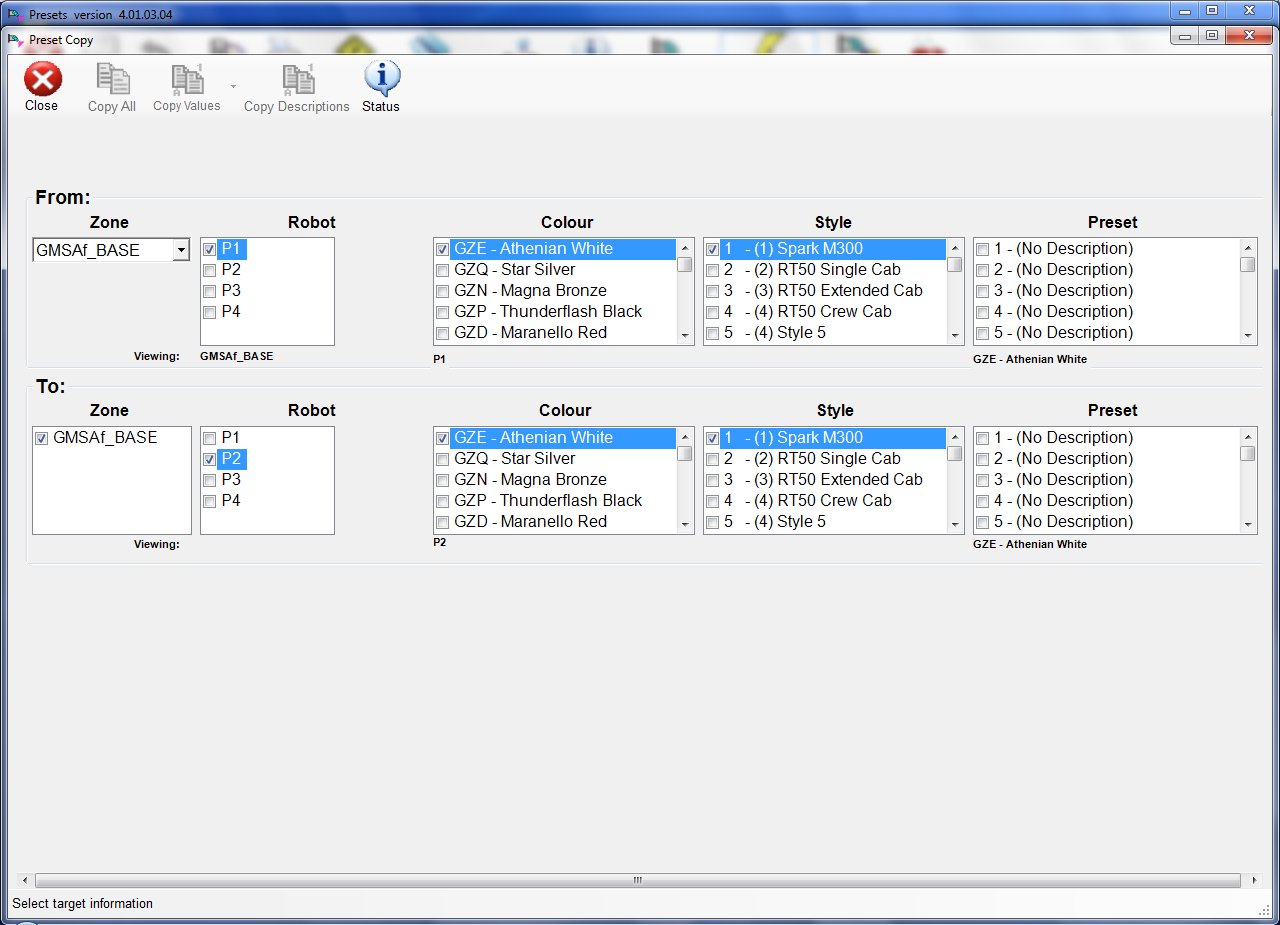 Presets version 4.01.03.04
Preset Copy
Close
Copy All
Copy Values
Copy Descriptions
Status
From:
Zone Robot Colour Style Preset
GMSAf_BASE
P1
P2
P3
P4
GZE - Athenian White
GZQ - Star Silver
GZN - Magna Bronze
GZP - Thunderflash Black
GZD - Maranello Red
1 - (1) Spark M300
2 - (2) RT50 Single Cab
3 - (3) RT50 Extended Cab
4 - (4) RT50 Crew Cab
5 - (4) Style 5
1 - (No Description)
2 - (No Description)
3 - (No Description)
4 - (No Description)
5 - (No Description)
Viewing: GMSAf_BASE P1 GZE - Athenian White
To:
Zone Robot Colour Style Preset
GMSAf_BASE
P1
P2
P3
P4
GZE - Athenian White
GZQ - Star Silver
GZN - Magna Bronze
GZP - Thunderflash Black
GZD - Maranello Red
1 - (1) Spark M300
2 - (2) RT50 Single Cab
3 - (3) RT50 Extended Cab
4 - (4) RT50 Crew Cab
5 - (4) Style 5
1 - (No Description)
2 - (No Description)
3 - (No Description)
4 - (No Description)
5 - (No Description)
Viewing: P2 GZE - Athenian White
Select target information